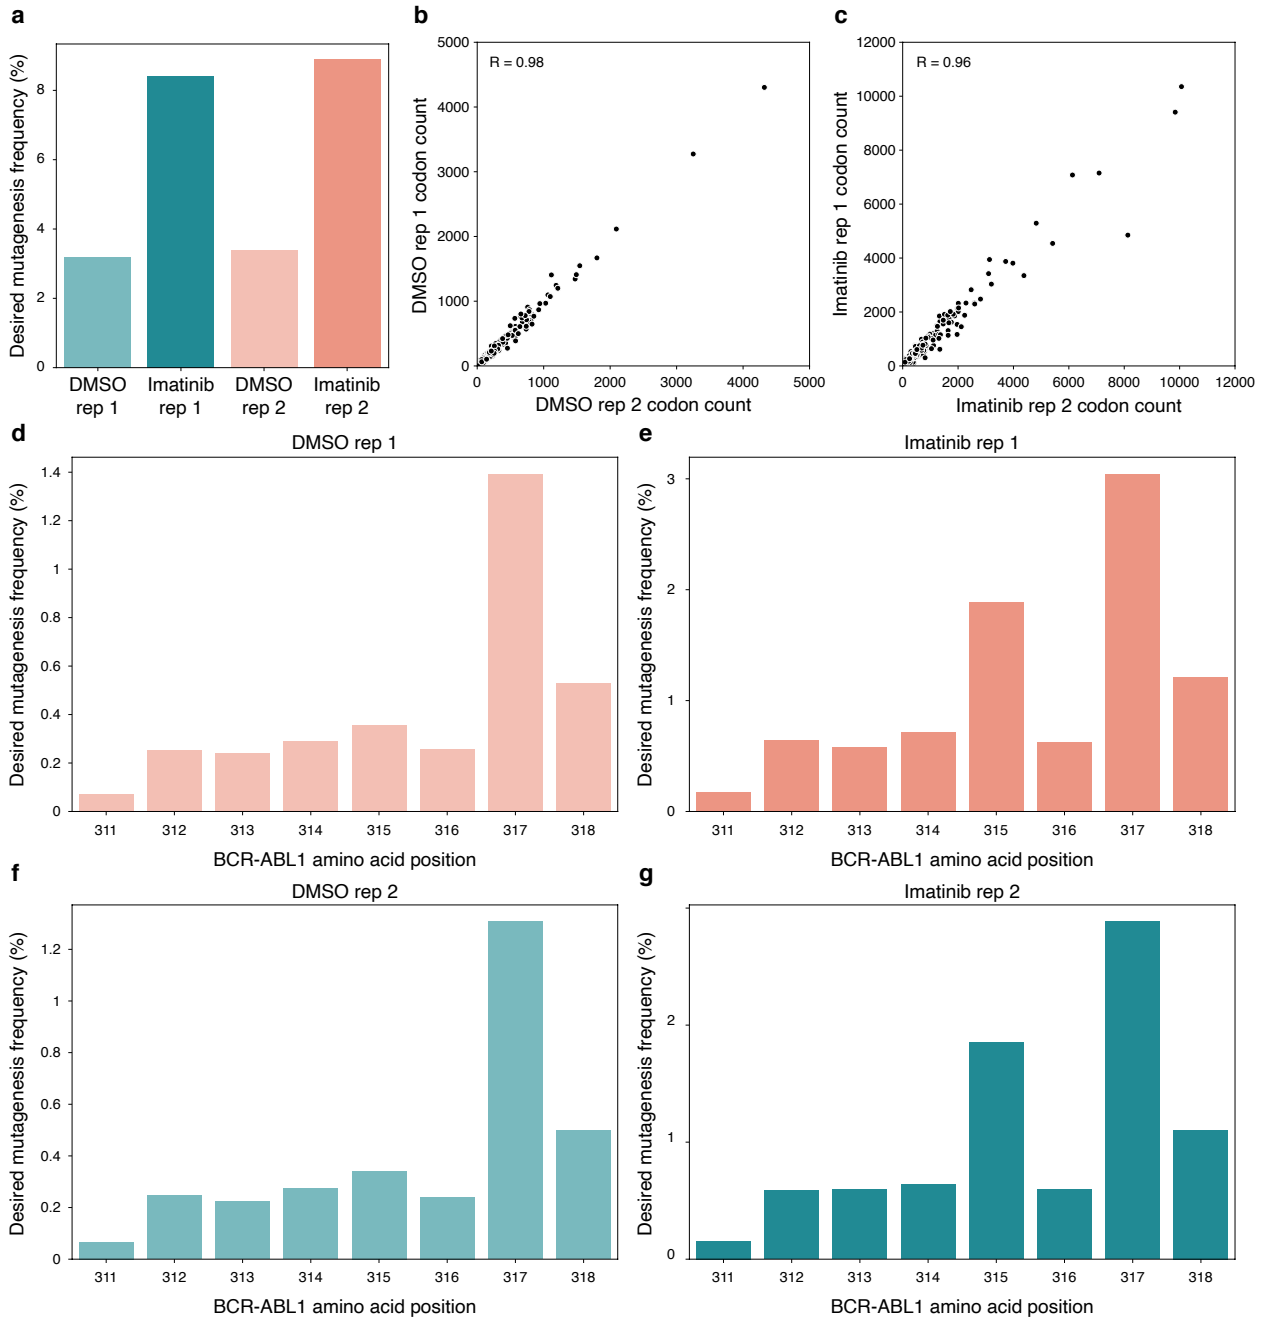 a
Desired mutagenesis frequency (%)
8
6
4
2
0
DMSO rep 1
Imatinib rep 1
DMSO rep 2
Imatinib rep 2
b
R = 0.98
DMSO rep 1 codon count
5000
4000
3000
2000
1000
0
0 1000 2000 3000 4000 5000
DMSO rep 2 codon count
c
R = 0.96
Imatinib rep 1 codon count
12000
10000
8000
6000
4000
2000
0
0 2000 4000 6000 8000 10000 12000
Imatinib rep 2 codon count
d
DMSO rep 1
Desired mutagenesis frequency (%)
1.4
1.2
1
0.8
0.6
0.4
0.2
0
311 312 313 314 315 316 317 318
BCR-ABL1 amino acid position
e
Imatinib rep 1
Desired mutagenesis frequency (%)
3
2
1
0
311 312 313 314 315 316 317 318
BCR-ABL1 amino acid position
f
DMSO rep 2
Desired mutagenesis frequency (%)
1.2
1
0.8
0.6
0.4
0.2
0
311 312 313 314 315 316 317 318
BCR-ABL1 amino acid position
g
Imatinib rep 2
Desired mutagenesis frequency (%)
2
1
0
311 312 313 314 315 316 317 318
BCR-ABL1 amino acid position